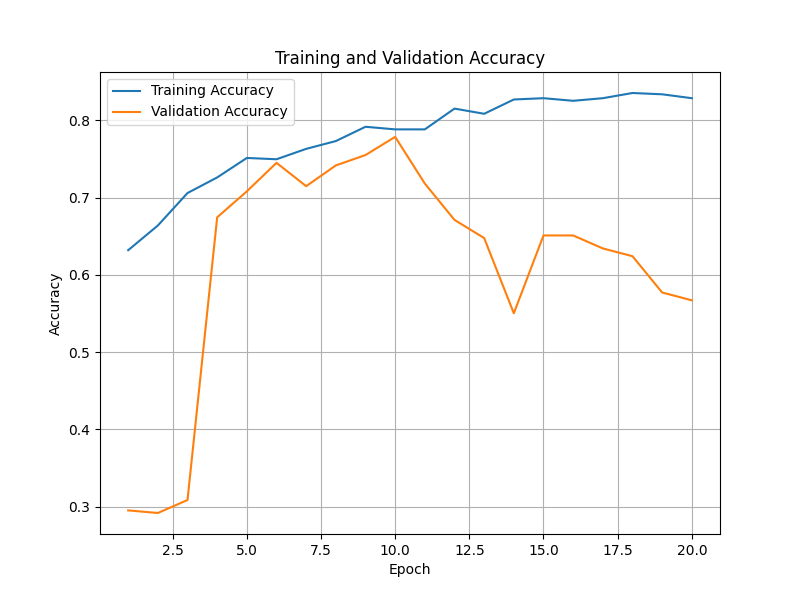 Training and Validation Accuracy
Training Accuracy
Validation Accuracy
0.8
0.7
0.6
0.5
0.4
0.3
Accuracy
2.5 5.0 7.5 10.0 12.5 15.0 17.5 20.0
Epoch